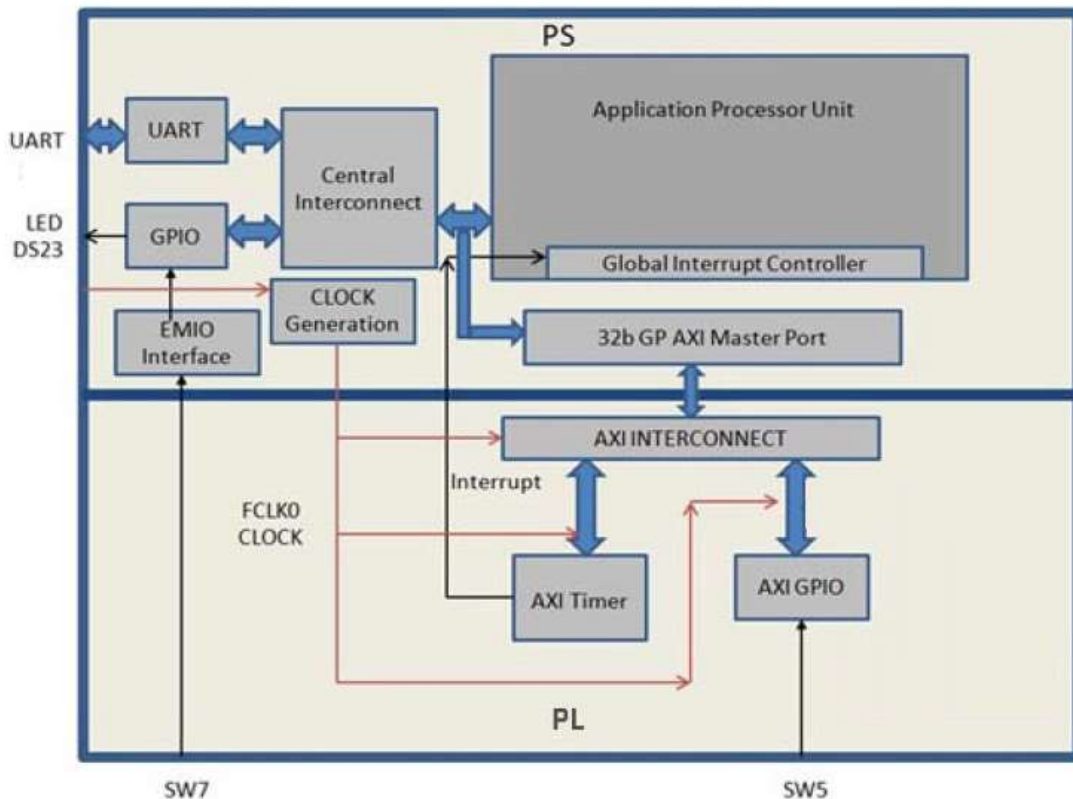 PS
Application Processor Unit
UART
UART
Central
Interconnect
LED
DS23
GPIO
Global Interrupt Controller
CLOCK
Generation
EMIO
Interface
32b GP AXI Master Port
AXI INTERCONNECT
Interrupt
FCLK0
CLOCK
AXI Timer
AXI GPIO
PL
SW7
SW5